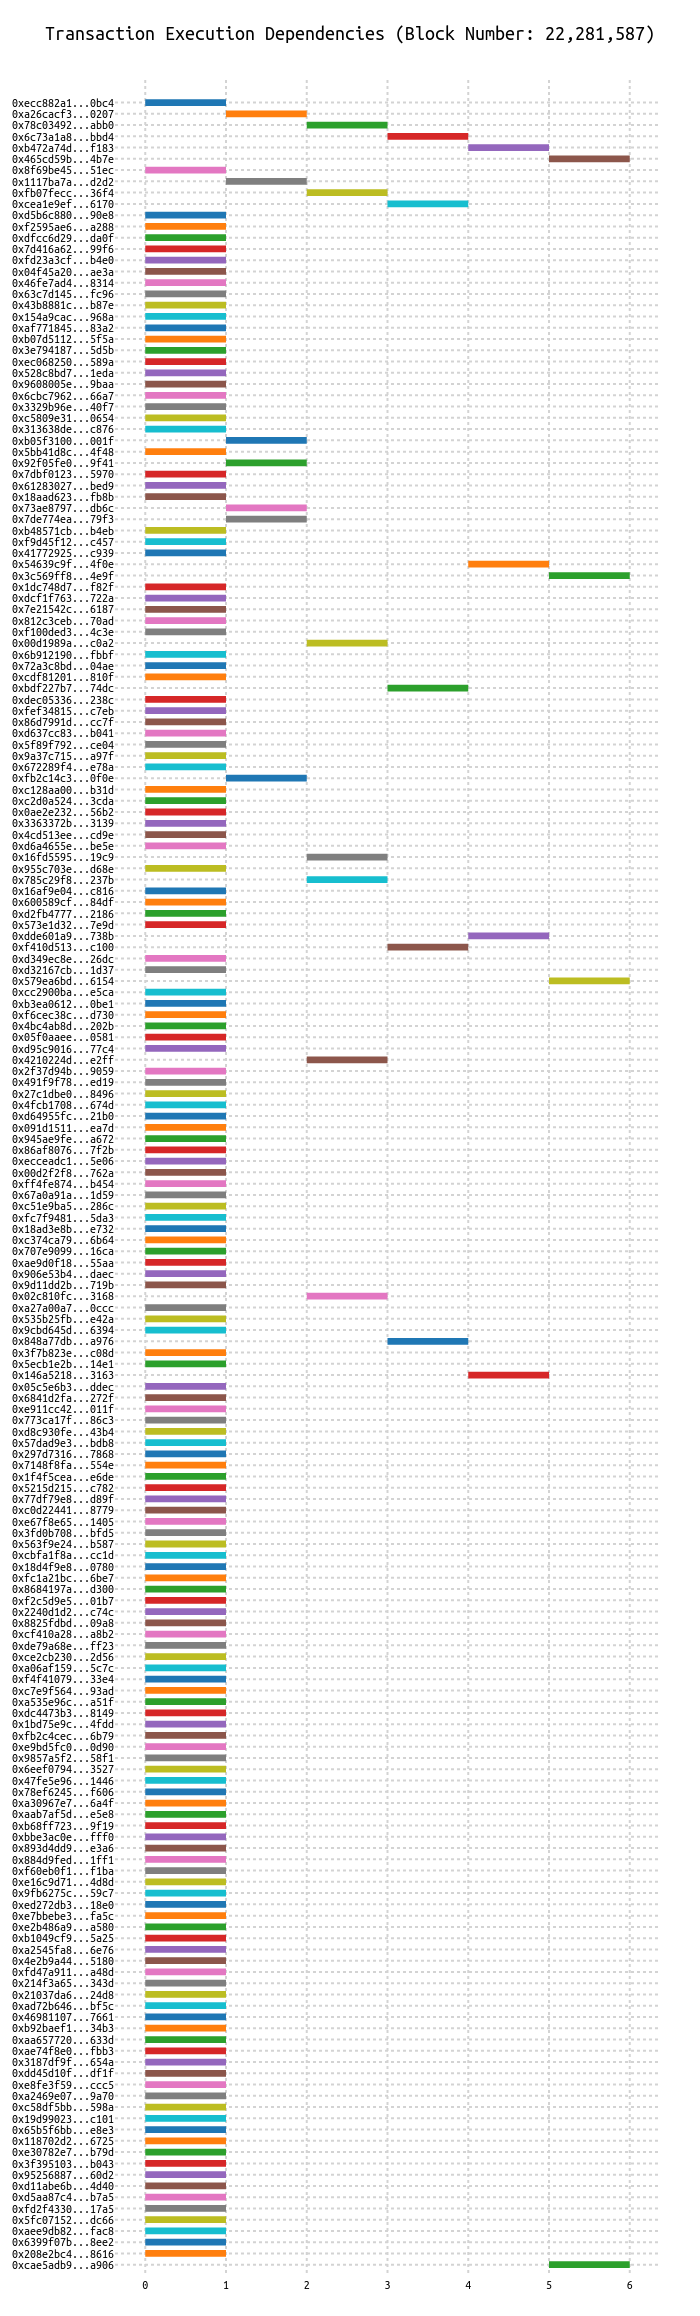 Transaction Execution Dependencies (Block Number: 22,281,587)
0xecc882a1...0bc4
0xa26cacf3...0207
0x78c03492...abb0
0x6c73a1a8...bbd4
0xb472a74d...f183
0x465cd59b...4b7e
0x8f69be45...51ec
0x1117ba7a...d2d2
0xfb07fecc...36f4
0xcea1e9ef...6170
0xd5b6c880...90e8
0xf2595ae6...a288
0xdfcc6d29...da0f
0x7d416a62...99f6
0xfd23a3cf...b4e0
0x04f45a20...ae3a
0x46fe7ad4...8314
0x63c7d145...fc96
0x43b8881c...b87e
0x154a9cac...968a
0xaf771845...83a2
0xb07d5112...5f5a
0x3e794187...5d5b
0xec068250...589a
0x528c8bd7...1eda
0x9608005e...9baa
0x6cbc7962...66a7
0x3329b96e...40f7
0xc5809e31...0654
0x313638de...c876
0xb05f3100...001f
0x5bb41d8c...4f48
0x92f05fe0...9f41
0x7dbf0123...5970
0x61283027...bed9
0x18aad623...fb8b
0x73ae8797...db6c
0x7de774ea...79f3
0xb48571cb...b4eb
0xf9d45f12...c457
0x41772925...c939
0x54639c9f...4f0e
0x3c569ff8...4e9f
0x1dc748d7...f82f
0xdcf1f763...722a
0x7e21542c...6187
0x812c3ceb...70ad
0xf100ded3...4c3e
0x00d1989a...c0a2
0x6b912190...fbbf
0x72a3c8bd...04ae
0xcdf81201...810f
0xbdf227b7...74dc
0xdec05336...238c
0xfef34815...c7eb
0x86d7991d...cc7f
0xd637cc83...b041
0x5f89f792...ce04
0x9a37c715...a97f
0x672289f4...e78a
0xfb2c14c3...0f0e
0xc128aa00...b31d
0xc2d0a524...3cda
0x0ae2e232...56b2
0x3363372b...3139
0x4cd513ee...cd9e
0xd6a4655e...be5e
0x16fd5595...19c9
0x955c703e...d68e
0x785c29f8...237b
0x16af9e04...c816
0x600589cf...84df
0xd2fb4777...2186
0x573e1d32...7e9d
0xdde601a9...738b
0xf410d513...c100
0xd349ec8e...26dc
0xd32167cb...1d37
0x579ea6bd...6154
0xcc2900ba...e5ca
0xb3ea0612...0be1
0xf6cec38c...d730
0x4bc4ab8d...202b
0x05f0aaee...0581
0xd95c9016...77c4
0x4210224d...e2ff
0x2f37d94b...9059
0x491f9f78...ed19
0x27c1dbe0...8496
0x4fcb1708...674d
0xd64955fc...21b0
0x091d1511...ea7d
0x945ae9fe...a672
0x86af8076...7f2b
0xecceadc1...5e06
0x00d2f2f8...762a
0xff4fe874...b454
0x67a0a91a...1d59
0xc51e9ba5...286c
0xfc7f9481...5da3
0x18ad3e8b...e732
0xc374ca79...6b64
0x707e9099...16ca
0xae9d0f18...55aa
0x906e53b4...daec
0x9d11dd2b...719b
0x02c810fc...3168
0xa27a00a7...0ccc
0x535b25fb...e42a
0x9cbd645d...6394
0x848a77db...a976
0x3f7b823e...c08d
0x5ecb1e2b...14e1
0x146a5218...3163
0x05c5e6b3...ddec
0x6841d2fa...272f
0xe911cc42...011f
0x773ca17f...86c3
0xd8c930fe...43b4
0x57dad9e3...bdb8
0x297d7316...7868
0x7148f8fa...554e
0x1f4f5cea...e6de
0x5215d215...c782
0x77df79e8...d89f
0xc0d22441...8779
0xe67f8e65...1405
0x3fd0b708...bfd5
0x563f9e24...b587
0xcbfa1f8a...cc1d
0x18d4f9e8...0780
0xfc1a21bc...6be7
0x8684197a...d300
0xf2c5d9e5...01b7
0x2240d1d2...c74c
0x8825fdbd...09a8
0xcf410a28...a8b2
0xde79a68e...ff23
0xce2cb230...2d56
0xa06af159...5c7c
0xf4f41079...33e4
0xc7e9f564...93ad
0xa535e96c...a51f
0xdc4473b3...8149
0x1bd75e9c...4fdd
0xfb2c4cec...6b79
0xe9bd5fc0...0d90
0x9857a5f2...58f1
0x6eef0794...3527
0x47fe5e96...1446
0x78ef6245...f606
0xa30967e7...6a4f
0xaab7af5d...e5e8
0xb68ff723...9f19
0xbbe3ac0e...fff0
0x893d4dd9...e3a6
0x884d9fed...1ff1
0xf60eb0f1...f1ba
0xe16c9d71...4d8d
0x9fb6275c...59c7
0xed272db3...18e0
0xe7bbebe3...fa5c
0xe2b486a9...a580
0xb1049cf9...5a25
0xa2545fa8...6e76
0x4e2b9a44...5180
0xfd47a911...a48d
0x214f3a65...343d
0x21037da6...24d8
0xad72b646...bf5c
0x46981107...7661
0xb92baef1...34b3
0xaa657720...633d
0xae74f8e0...fbb3
0x3187df9f...654a
0xdd45d10f...df1f
0xe8fe3f59...ccc5
0xa2469e07...9a70
0xc58df5bb...598a
0x19d99023...c101
0x65b5f6bb...e8e3
0x118702d2...6725
0xe30782e7...b79d
0x3f395103...b043
0x95256887...60d2
0xd11abe6b...4d40
0xd5aa87c4...b7a5
0xfd2f4330...17a5
0x5fc07152...dc66
0xaee9db82...fac8
0x6399f07b...8ee2
0x208e2bc4...8616
0xcae5adb9...a906
0 1 2 3 4 5 6